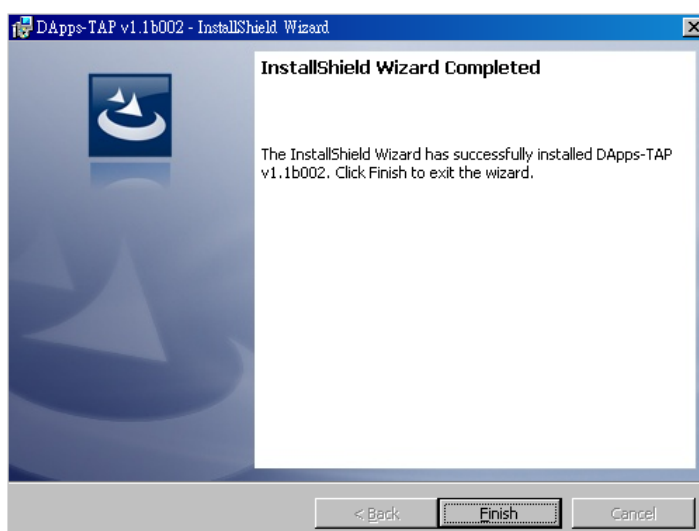 DApps-TAP v1.1b002 - InstallShield Wizard
InstallShield Wizard Completed
The InstallShield Wizard has successfully installed DApps-TAP
v1.1b002. Click Finish to exit the wizard.
< Back
Finish
Cancel